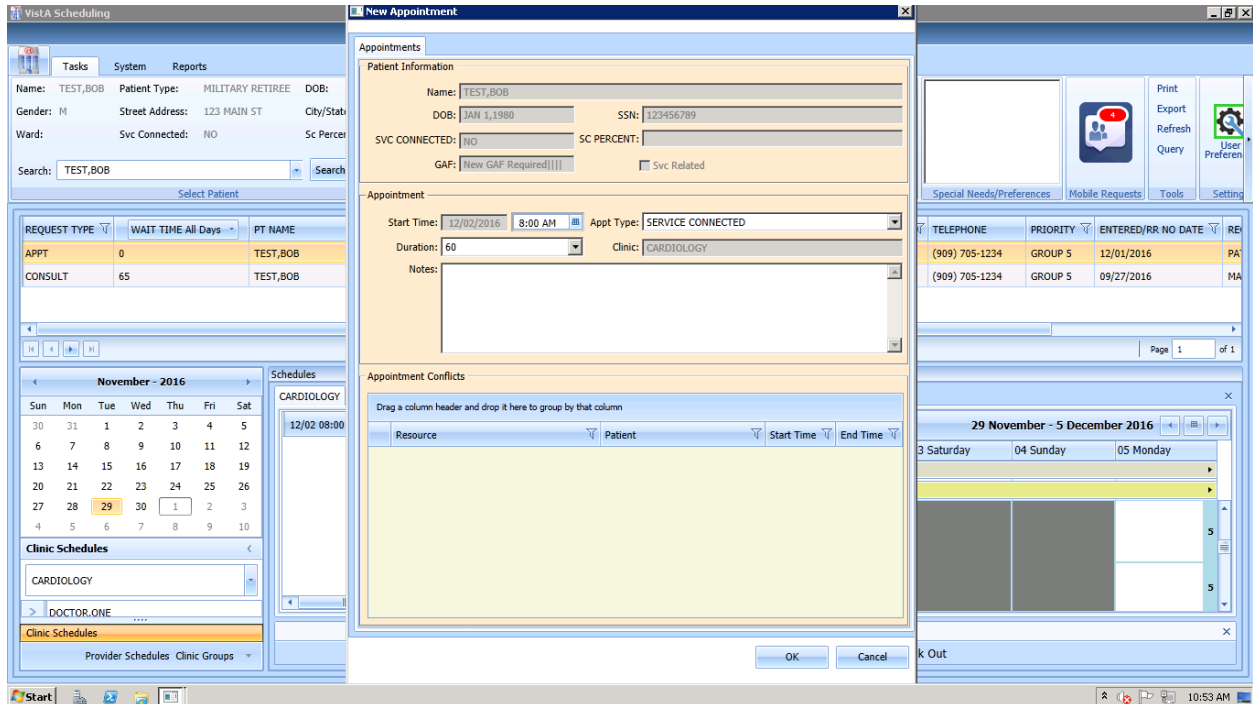 VistA Scheduling
New Appointment
Tasks System Reports
Name: TEST,BOB Patient Type: MILITARY RETIREE DOB:
Gender: M Street Address: 123 MAIN ST
Ward: Svc Connected: NO
Search: TEST,BOB Search
Select Patient
Appointments
Patient Information
Name: TEST,BOB
DOB: JAN 1,1980 SSN: 123456789
SVC CONNECTED: NO SC PERCENT:
GAF: New GAF Required|||| Svc Related
Appointment
Start Time: 12/02/2016 8:00 AM Appt Type: SERVICE CONNECTED
Duration: 60 Clinic: CARDIOLOGY
Notes:
Appointment Conflicts
Drag a column header and drop it here to group by that column
Resource Patient Start Time End Time
OK Cancel
4
Print
Export
Refresh
Query
User
Special Needs/Preferences Mobile Requests Tools
REQUEST TYPE WAIT TIME All Days PT NAME TELEPHONE PRIORITY ENTERED/RR NO DATE
APPT 0 TEST,BOB (909) 705-1234 GROUP 5 12/01/2016
CONSULT 65 TEST,BOB (909) 705-1234 GROUP 5 09/27/2016
Page 1 of 1
November - 2016
Sun Mon Tue Wed Thu Fri Sat
30 31 1 2 3 4 5
6 7 8 9 10 11 12
13 14 15 16 17 18 19
20 21 22 23 24 25 26
27 28 29 30 1 2 3
4 5 6 7 8 9 10
Clinic Schedules
CARDIOLOGY
DOCTOR,ONE
Clinic Schedules
Provider Schedules Clinic Groups
Schedules
CARDIOLOGY
12/02 08:00
29 November - 5 December 2016
3 Saturday 04 Sunday 05 Monday
5
5
Out
Start
10:53 AM